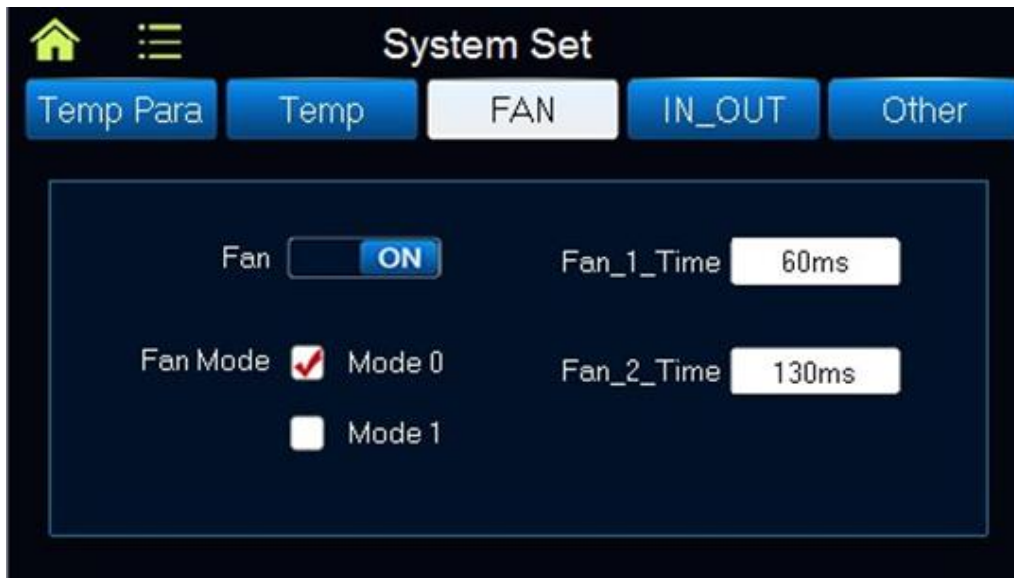 System Set
Temp Para Temp FAN IN_OUT Other
Fan ON Fan_1_Time 60ms
Fan Mode Mode 0 Fan_2_Time 130ms
Mode 1